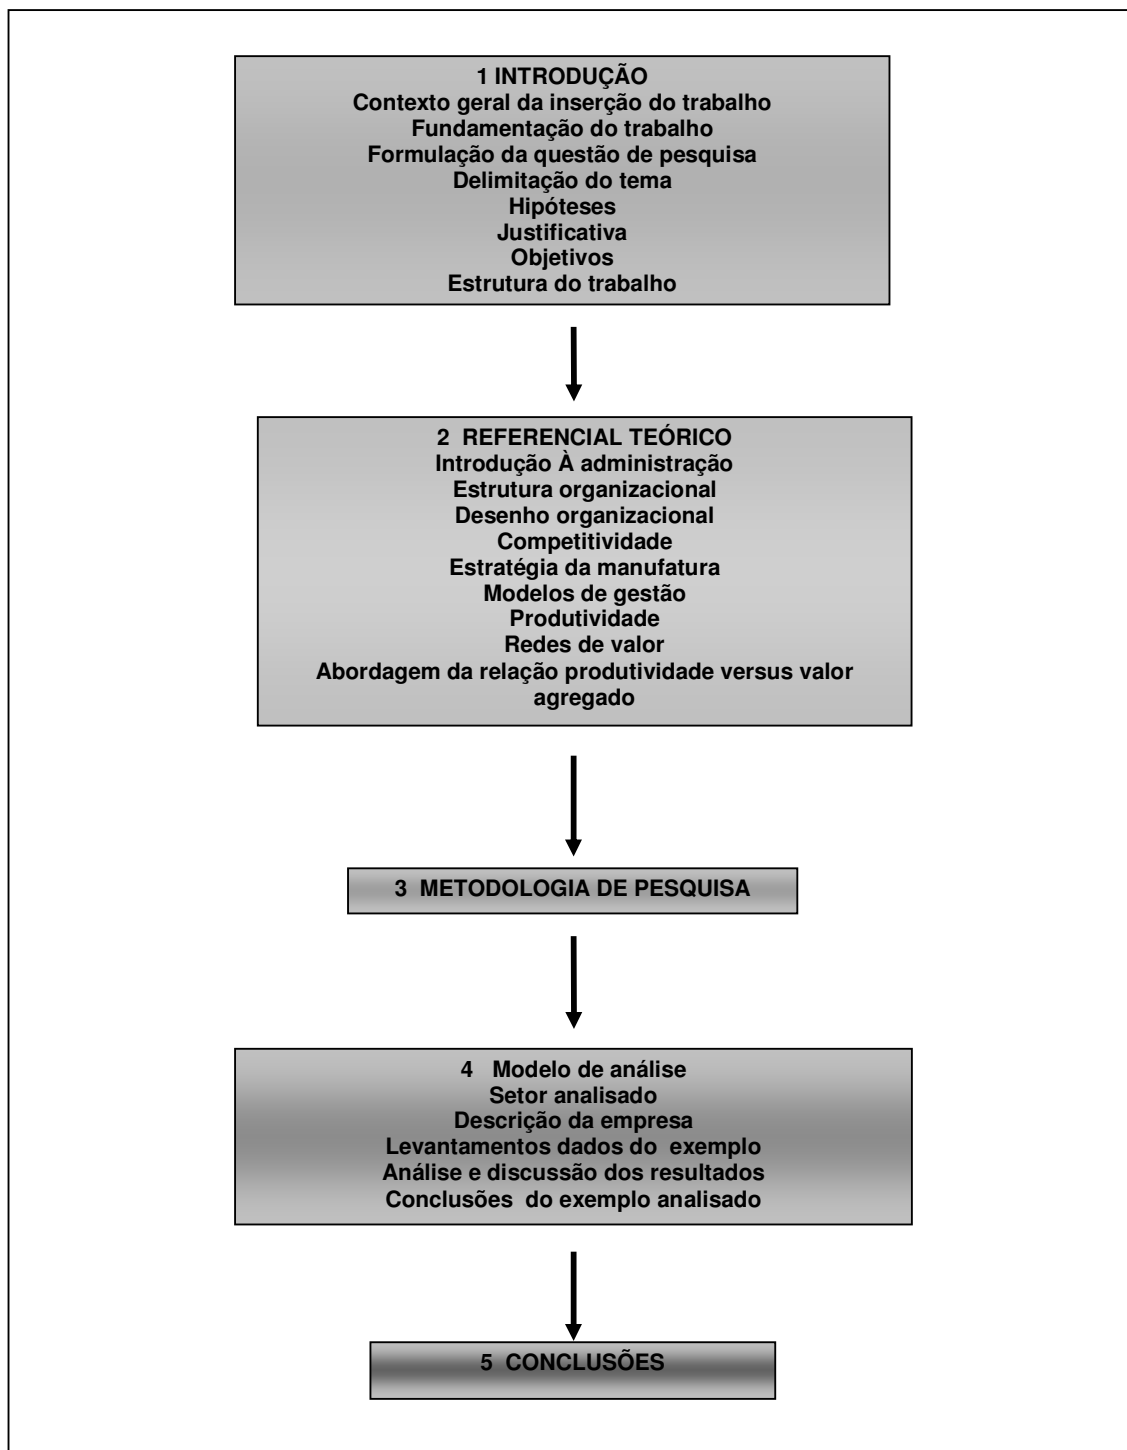 1 INTRODUÇÃO
Contexto geral da inserção do trabalho
Fundamentação do trabalho
Formulação da questão de pesquisa
Delimitação do tema
Hipóteses
Justificativa
Objetivos
Estrutura do trabalho
2 REFERENCIAL TEÓRICO
Introdução À administração
Estrutura organizacional
Desenho organizacional
Competitividade
Estratégia da manufatura
Modelos de gestão
Produtividade
Redes de valor
Abordagem da relação produtividade versus valor
agregado
3 METODOLOGIA DE PESQUISA
4 Modelo de análise
Setor analisado
Descrição da empresa
Levantamentos dados do exemplo
Análise e discussão dos resultados
Conclusões do exemplo analisado
5 CONCLUSÕES